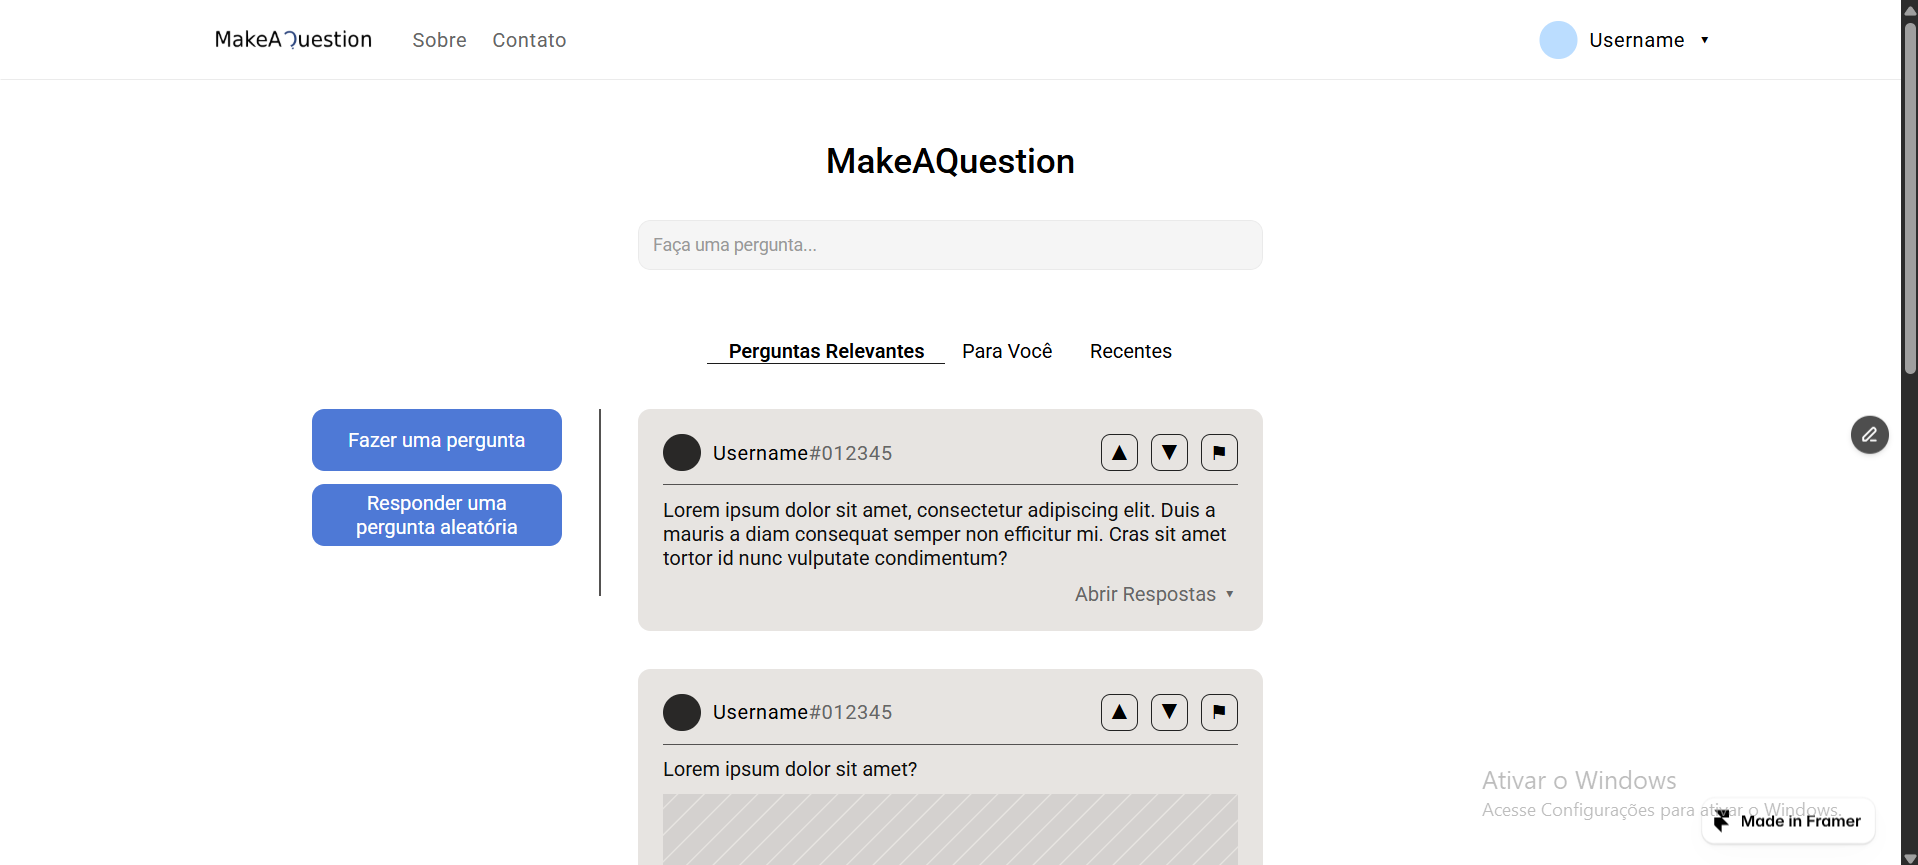 MakeAQuestion
Sobre
Contato
Username
MakeAQuestion
Faça uma pergunta...
Perguntas Relevantes
Para Você
Recentes
Fazer uma pergunta
Responder uma
pergunta aleatória
Username#012345
Lorem ipsum dolor sit amet, consectetur adipiscing elit. Duis a
mauris a diam consequat semper non efficitur mi. Cras sit amet
tortor id nunc vulputate condimentum?
Abrir Respostas
Username#012345
Lorem ipsum dolor sit amet?
Ativar o Windows
Acesse Configurações para ativar o Windows.
Made in Framer